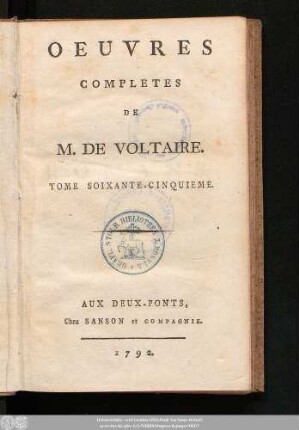 OEUVRES
COMPLETES
DE
M. DE VOLTAIRE.
TOME SOIXANTE-CINQUIEME.
AUX DEUX-PONTS,
Chez SANSON et COMPAGNIE.
1792.